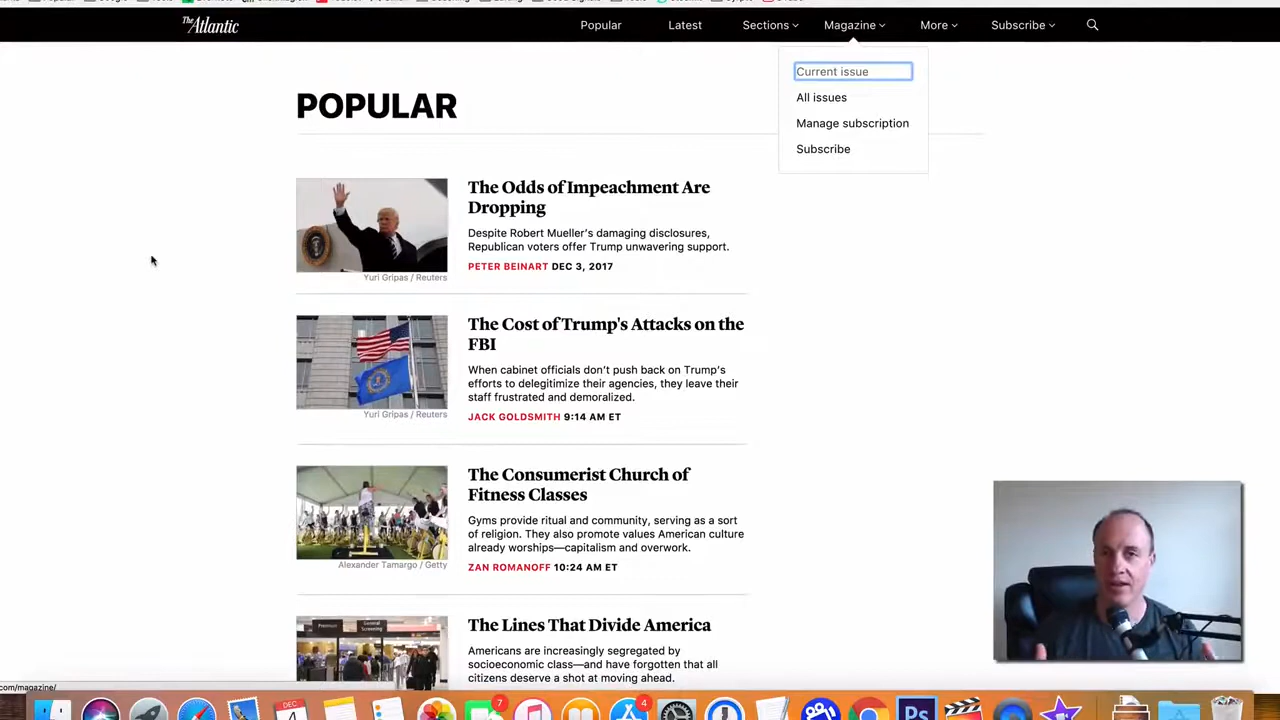 The Atlantic
Popular
Latest
Sections
Magazine
More
Subscribe
Current issue
All issues
Manage subscription
Subscribe
POPULAR
The Odds of Impeachment Are
Dropping
Despite Robert Mueller's damaging disclosures,
Republican voters offer Trump unwavering support.
PETER BEINART DEC 3, 2017
Yuri Gripas / Reuters
The Cost of Trump's Attacks on the
FBI
When cabinet officials don't push back on Trump's
efforts to delegitimize their agencies, they leave their
staff frustrated and demoralized.
JACK GOLDSMITH 9:14 AM ET
Yuri Gripas / Reuters
The Consumerist Church of
Fitness Classes
Gyms provide ritual and community, serving as a sort
of religion. They also promote values American culture
already worships—capitalism and overwork.
ZAN ROMANOFF 10:24 AM ET
Alexander Tamargo / Getty
The Lines That Divide America
Americans are increasingly segregated by
socioeconomic class—and have forgotten that all
citizens deserve a shot at moving ahead.
com/magazine/
DEC
7
4
Ps